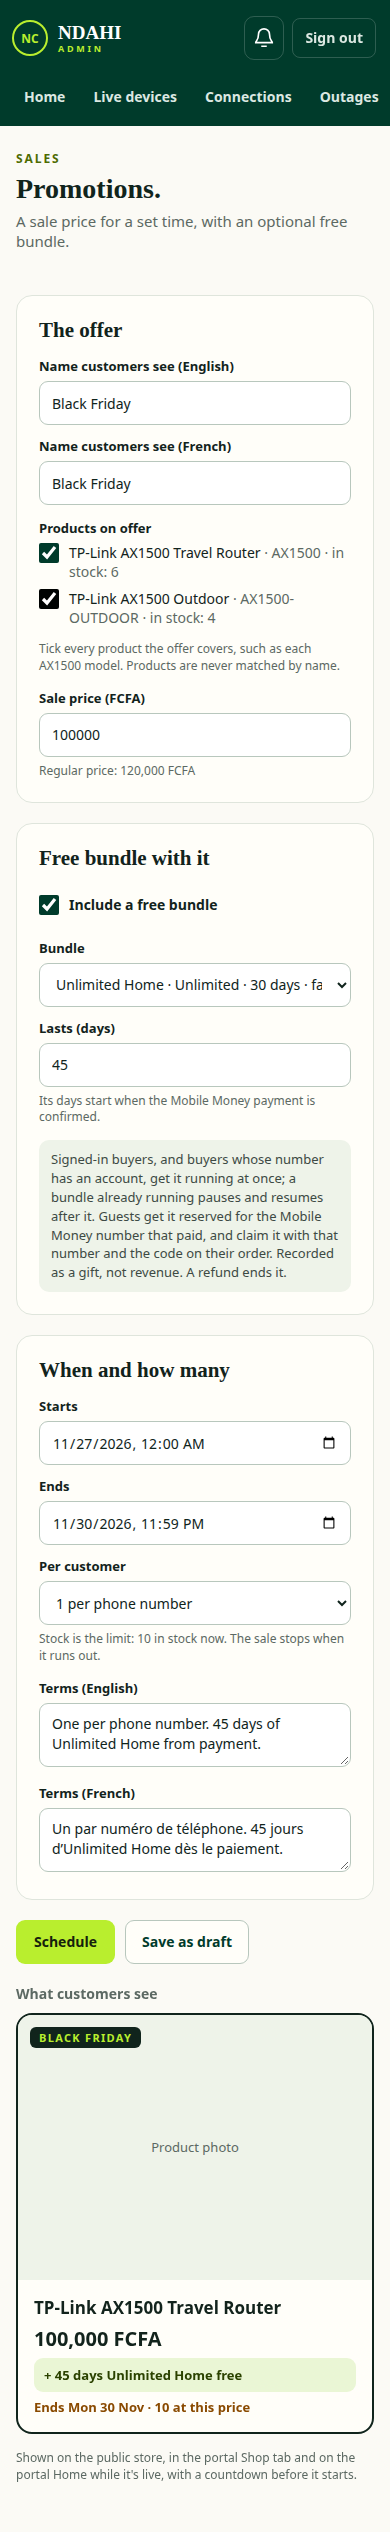 NC
NDAHI
ADMIN
Sign out
Home
Live devices
Connections
Outages
SALES
Promotions.
A sale price for a set time, with an optional free
bundle.
The offer
Name customers see (English)
Black Friday
Name customers see (French)
Black Friday
Products on offer
TP-Link AX1500 Travel Router · AX1500 · in
stock: 6
TP-Link AX1500 Outdoor · AX1500-
OUTDOOR · in stock: 4
Tick every product the offer covers, such as each
AX1500 model. Products are never matched by name.
Sale price (FCFA)
100000
Regular price: 120,000 FCFA
Free bundle with it
Include a free bundle
Bundle
Unlimited Home · Unlimited · 30 days · fa
Lasts (days)
45
Its days start when the Mobile Money payment is
confirmed.
Signed-in buyers, and buyers whose number
has an account, get it running at once; a
bundle already running pauses and resumes
after it. Guests get it reserved for the Mobile
Money number that paid, and claim it with that
number and the code on their order. Recorded
as a gift, not revenue. A refund ends it.
When and how many
Starts
11/27/2026, 12:00 AM
Ends
11/30/2026, 11:59 PM
Per customer
1 per phone number
Stock is the limit: 10 in stock now. The sale stops when
it runs out.
Terms (English)
One per phone number. 45 days of
Unlimited Home from payment.
Terms (French)
Un par numéro de téléphone. 45 jours
d’Unlimited Home dès le paiement.
Schedule
Save as draft
What customers see
BLACK FRIDAY
Product photo
TP-Link AX1500 Travel Router
100,000 FCFA
+ 45 days Unlimited Home free
Ends Mon 30 Nov · 10 at this price
Shown on the public store, in the portal Shop tab and on the
portal Home while it's live, with a countdown before it starts.